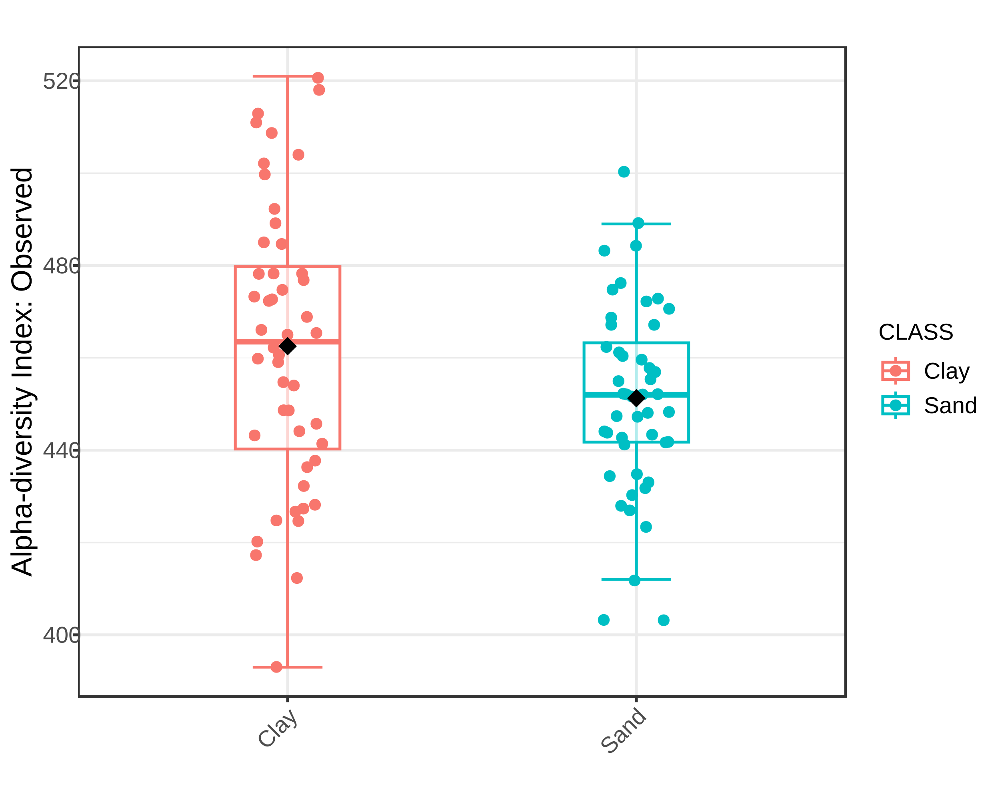 Alpha-diversity Index: Observed
520
480
440
400
Clay
Sand
CLASS
Clay
Sand